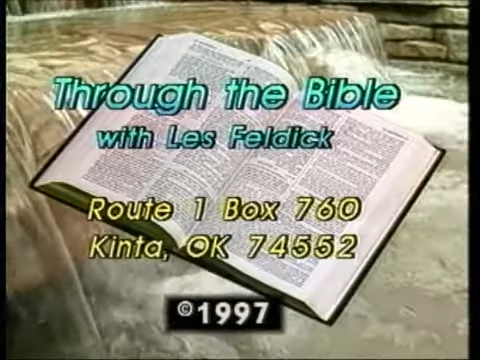 Through the Bible
with Les Feldick
Route 1 Box 760
Kinta, OK 74552
©1997